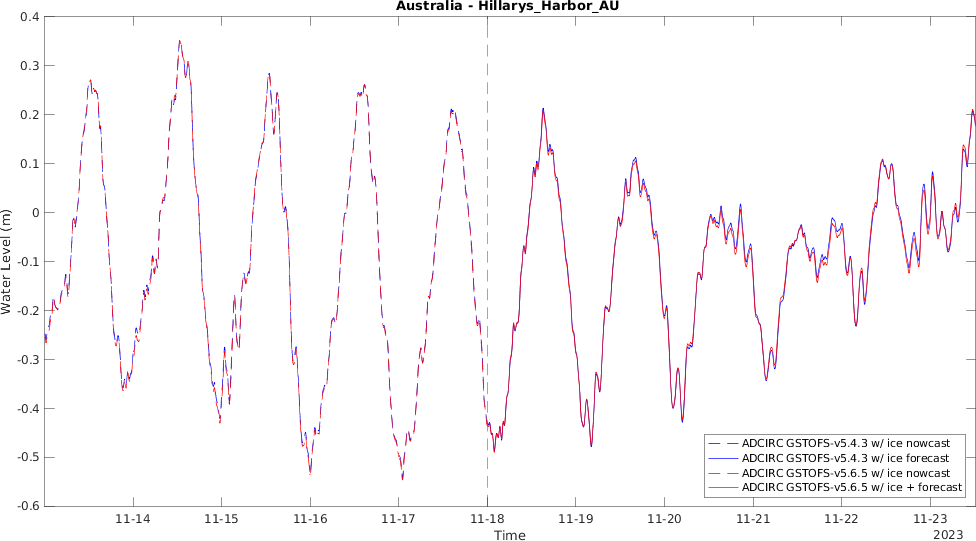 Australia - Hillarys_Harbor_AU
0.4
0.3
0.2
0.1
0
-0.1
-0.2
-0.3
-0.4
-0.5
-0.6
Water Level (m)
ADCIRC GSTOFS-v5.4.3 w/ ice nowcast
ADCIRC GSTOFS-v5.4.3 w/ ice forecast
ADCIRC GSTOFS-v5.6.5 w/ ice nowcast
ADCIRC GSTOFS-v5.6.5 w/ ice + forecast
11-14 11-15 11-16 11-17 11-18 11-19 11-20 11-21 11-22 11-23
Time
2023